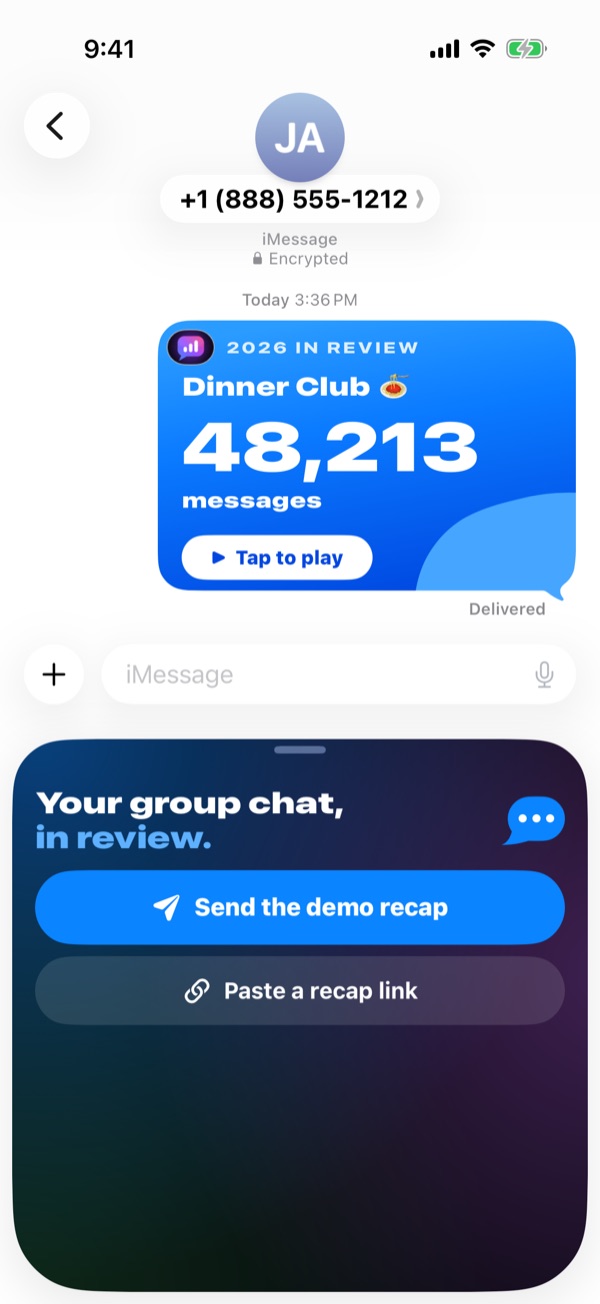 9:41
JA
+1 (888) 555-1212 〉
iMessage
Encrypted
Today 3:36 PM
2026 IN REVIEW
Dinner Club 🍝
48,213
messages
Tap to play
Delivered
iMessage
Your group chat,
in review.
Send the demo recap
Paste a recap link